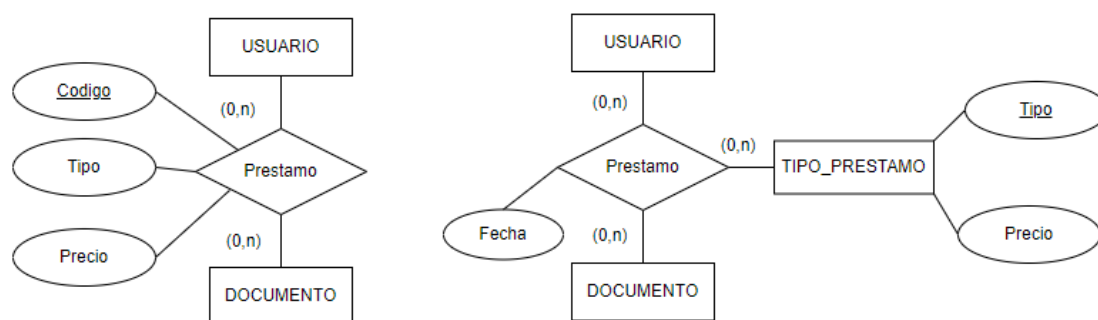 USUARIO
Codigo
(0,n)
Tipo
Prestamo
Precio
(0,n)
DOCUMENTO
USUARIO
(0,n)
(0,n)
Tipo
Prestamo
TIPO_PRESTAMO
Fecha
(0,n)
Precio
DOCUMENTO